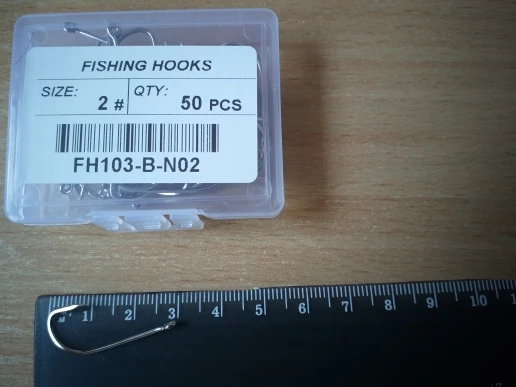 FISHING HOOKS
SIZE: 2 # QTY: 50 PCS
FH103-B-N02
1 2 3 4 5 6 7 8 9 10